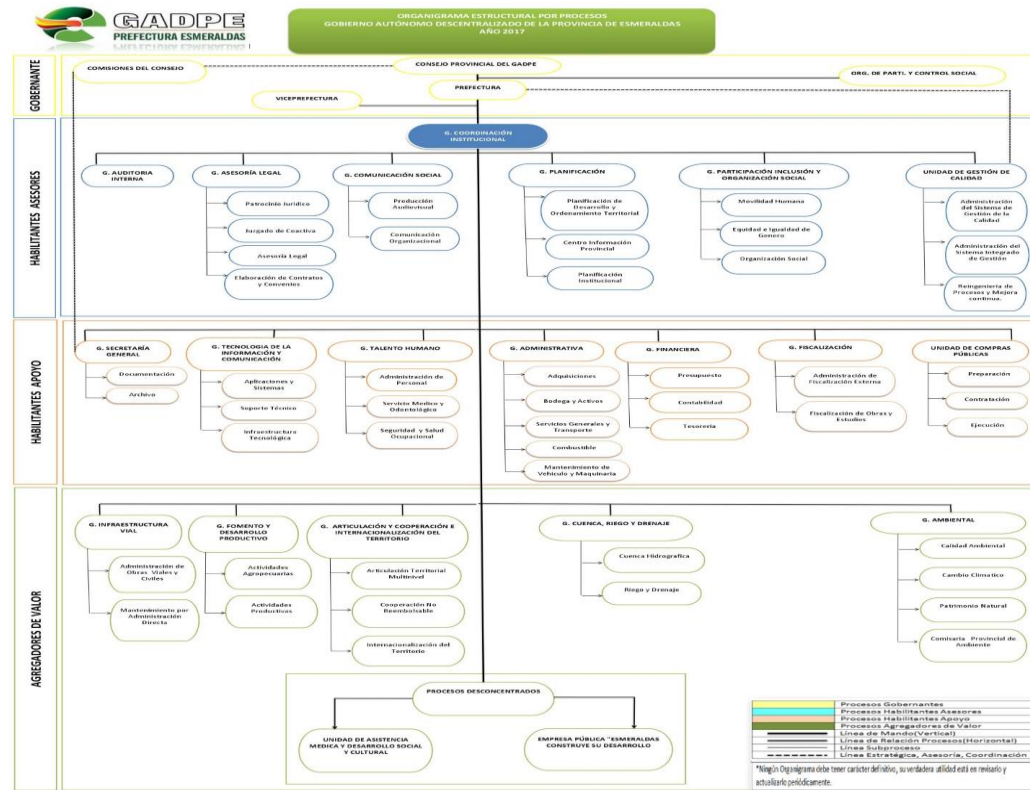 GADPE
PREFECTURA ESMERALDAS
ORGANIGRAMA ESTRUCTURAL POR PROCESOS
GOBIERNO AUTÓNOMO DESCENTRALIZADO DE LA PROVINCIA DE ESMERALDAS
AÑO 2017
GOBERNANTE
COMISIONES DEL CONSEJO
CONSEJO PROVINCIAL DEL GADPE
ORG. DE PARTI. Y CONTROL SOCIAL
PREFECTURA
VICEPREFECTURA
HABILITANTES ASESORES
G. COORDINACIÓN
INSTITUCIONAL
G. AUDITORIA
INTERNA
G. ASESORÍA LEGAL
Patrocinio Jurídico
Juzgado de Coactiva
Asesoría Legal
Elaboración de Contratos
y Convenios
G. COMUNICACIÓN SOCIAL
Producción
Audiovisual
Comunicación
Organizacional
G. PLANIFICACIÓN
Planificación de
Desarrollo y
Ordenamiento Territorial
Centro Información
Provincial
Planificación
Institucional
G. PARTICIPACIÓN INCLUSIÓN Y
ORGANIZACIÓN SOCIAL
Movilidad Humana
Equidad e Igualdad de
Genero
Organización Social
UNIDAD DE GESTIÓN DE
CALIDAD
Administración
del Sistema de
Gestión de la
Calidad
Administración del
Sistema Integrado
de Gestión
Reingeniería de
Procesos y Mejora
continua.
HABILITANTES APOYO
G. SECRETARÍA
GENERAL
Documentación
Archivo
G. TECNOLOGIA DE LA
INFORMACIÓN Y
COMUNICACIÓN
Aplicaciones y
Sistemas
Soporte Técnico
Infraestructura
Tecnológica
G. TALENTO HUMANO
Administración de
Personal
Servicio Medico y
Odontológico
Seguridad y Salud
Ocupacional
G. ADMINISTRATIVA
Adquisiciones
Bodega y Activos
Servicios Generales y
Transporte
Combustible
Mantenimiento de
Vehiculo y Maquinaria
G. FINANCIERA
Presupuesto
Contabilidad
Tesorería
G. FISCALIZACIÓN
Administración de
Fiscalización Externa
Fiscalización de Obras y
Estudios
UNIDAD DE COMPRAS
PÚBLICAS
Preparación
Contratación
Ejecución
AGREGADORES DE VALOR
G. INFRAESTRUCTURA
VIAL
Administración de
Obras Viales y
Civiles
Mantenimiento por
Administración
Directa
G. FOMENTO Y
DESARROLLO
PRODUCTIVO
Actividades
Agropecuarias
Actividades
Productivas
G. ARTICULACIÓN Y COOPERACIÓN E
INTERNACIONALIZACIÓN DEL
TERRITORIO
Articulación Territorial
Multinivel
Cooperación No
Reembolsable
Internacionalización del
Territorio
G. CUENCA, RIEGO Y DRENAJE
Cuenca Hidrografica
Riego y Drenaje
G. AMBIENTAL
Calidad Ambiental
Cambio Climatico
Patrimonio Natural
Comisaria Provincial de
Ambiente
PROCESOS DESCONCENTRADOS
UNIDAD DE ASISTENCIA
MEDICA Y DESARROLLO SOCIAL
Y CULTURAL
EMPRESA PÚBLICA "ESMERALDAS
CONSTRUYE SU DESARROLLO
Procesos Gobernantes
Procesos Habilitantes Asesores
Procesos Habilitantes Apoyo
Procesos Agregadores de Valor
Línea de Mando(Vertical)
Línea de Relación Procesos(Horizontal)
Línea Subproceso
Línea Estratégica, Asesoría, Coordinación
*Ningún Organigrama debe tener carácter definitivo, su verdadera utilidad está en revisarlo y
actualizarlo periódicamente.